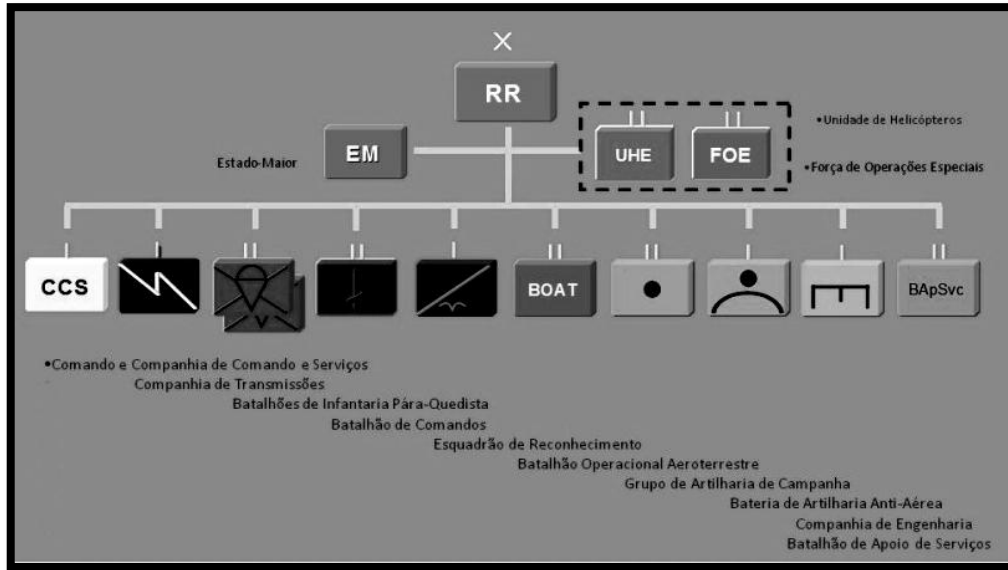 RR
EM
UHE
FOE
•Unidade de Helicópteros
Estado-Maior
•Força de Operações Especiais
CCS
BOAT
BApSvc
•Comando e Companhia de Comando e Serviços
Companhia de Transmissões
Batalhões de Infantaria Pára-Quedista
Batalhão de Comandos
Esquadrão de Reconhecimento
Batalhão Operacional Aeroterrestre
Grupo de Artilharia de Campanha
Bateria de Artilharia Anti-Aérea
Companhia de Engenharia
Batalhão de Apoio de Serviços